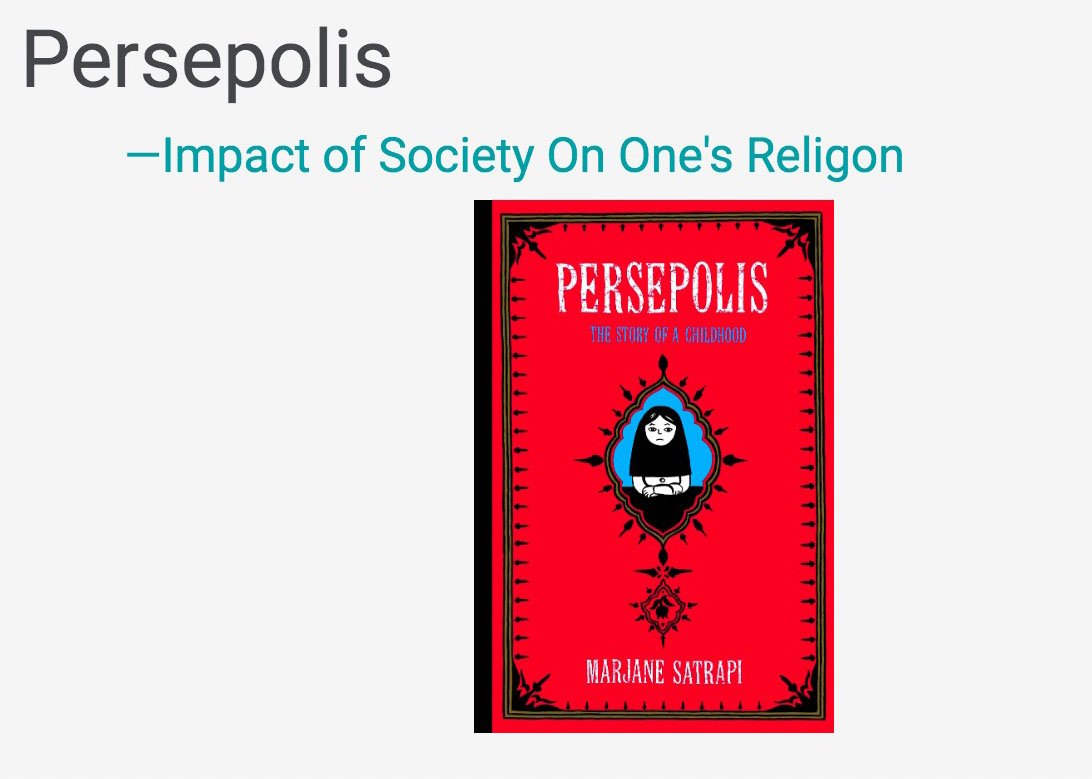 Persepolis
—Impact of Society On One's Religon
PERSEPOLIS
THE STORY OF A CHILDHOOD
MARJANE SATRAPI